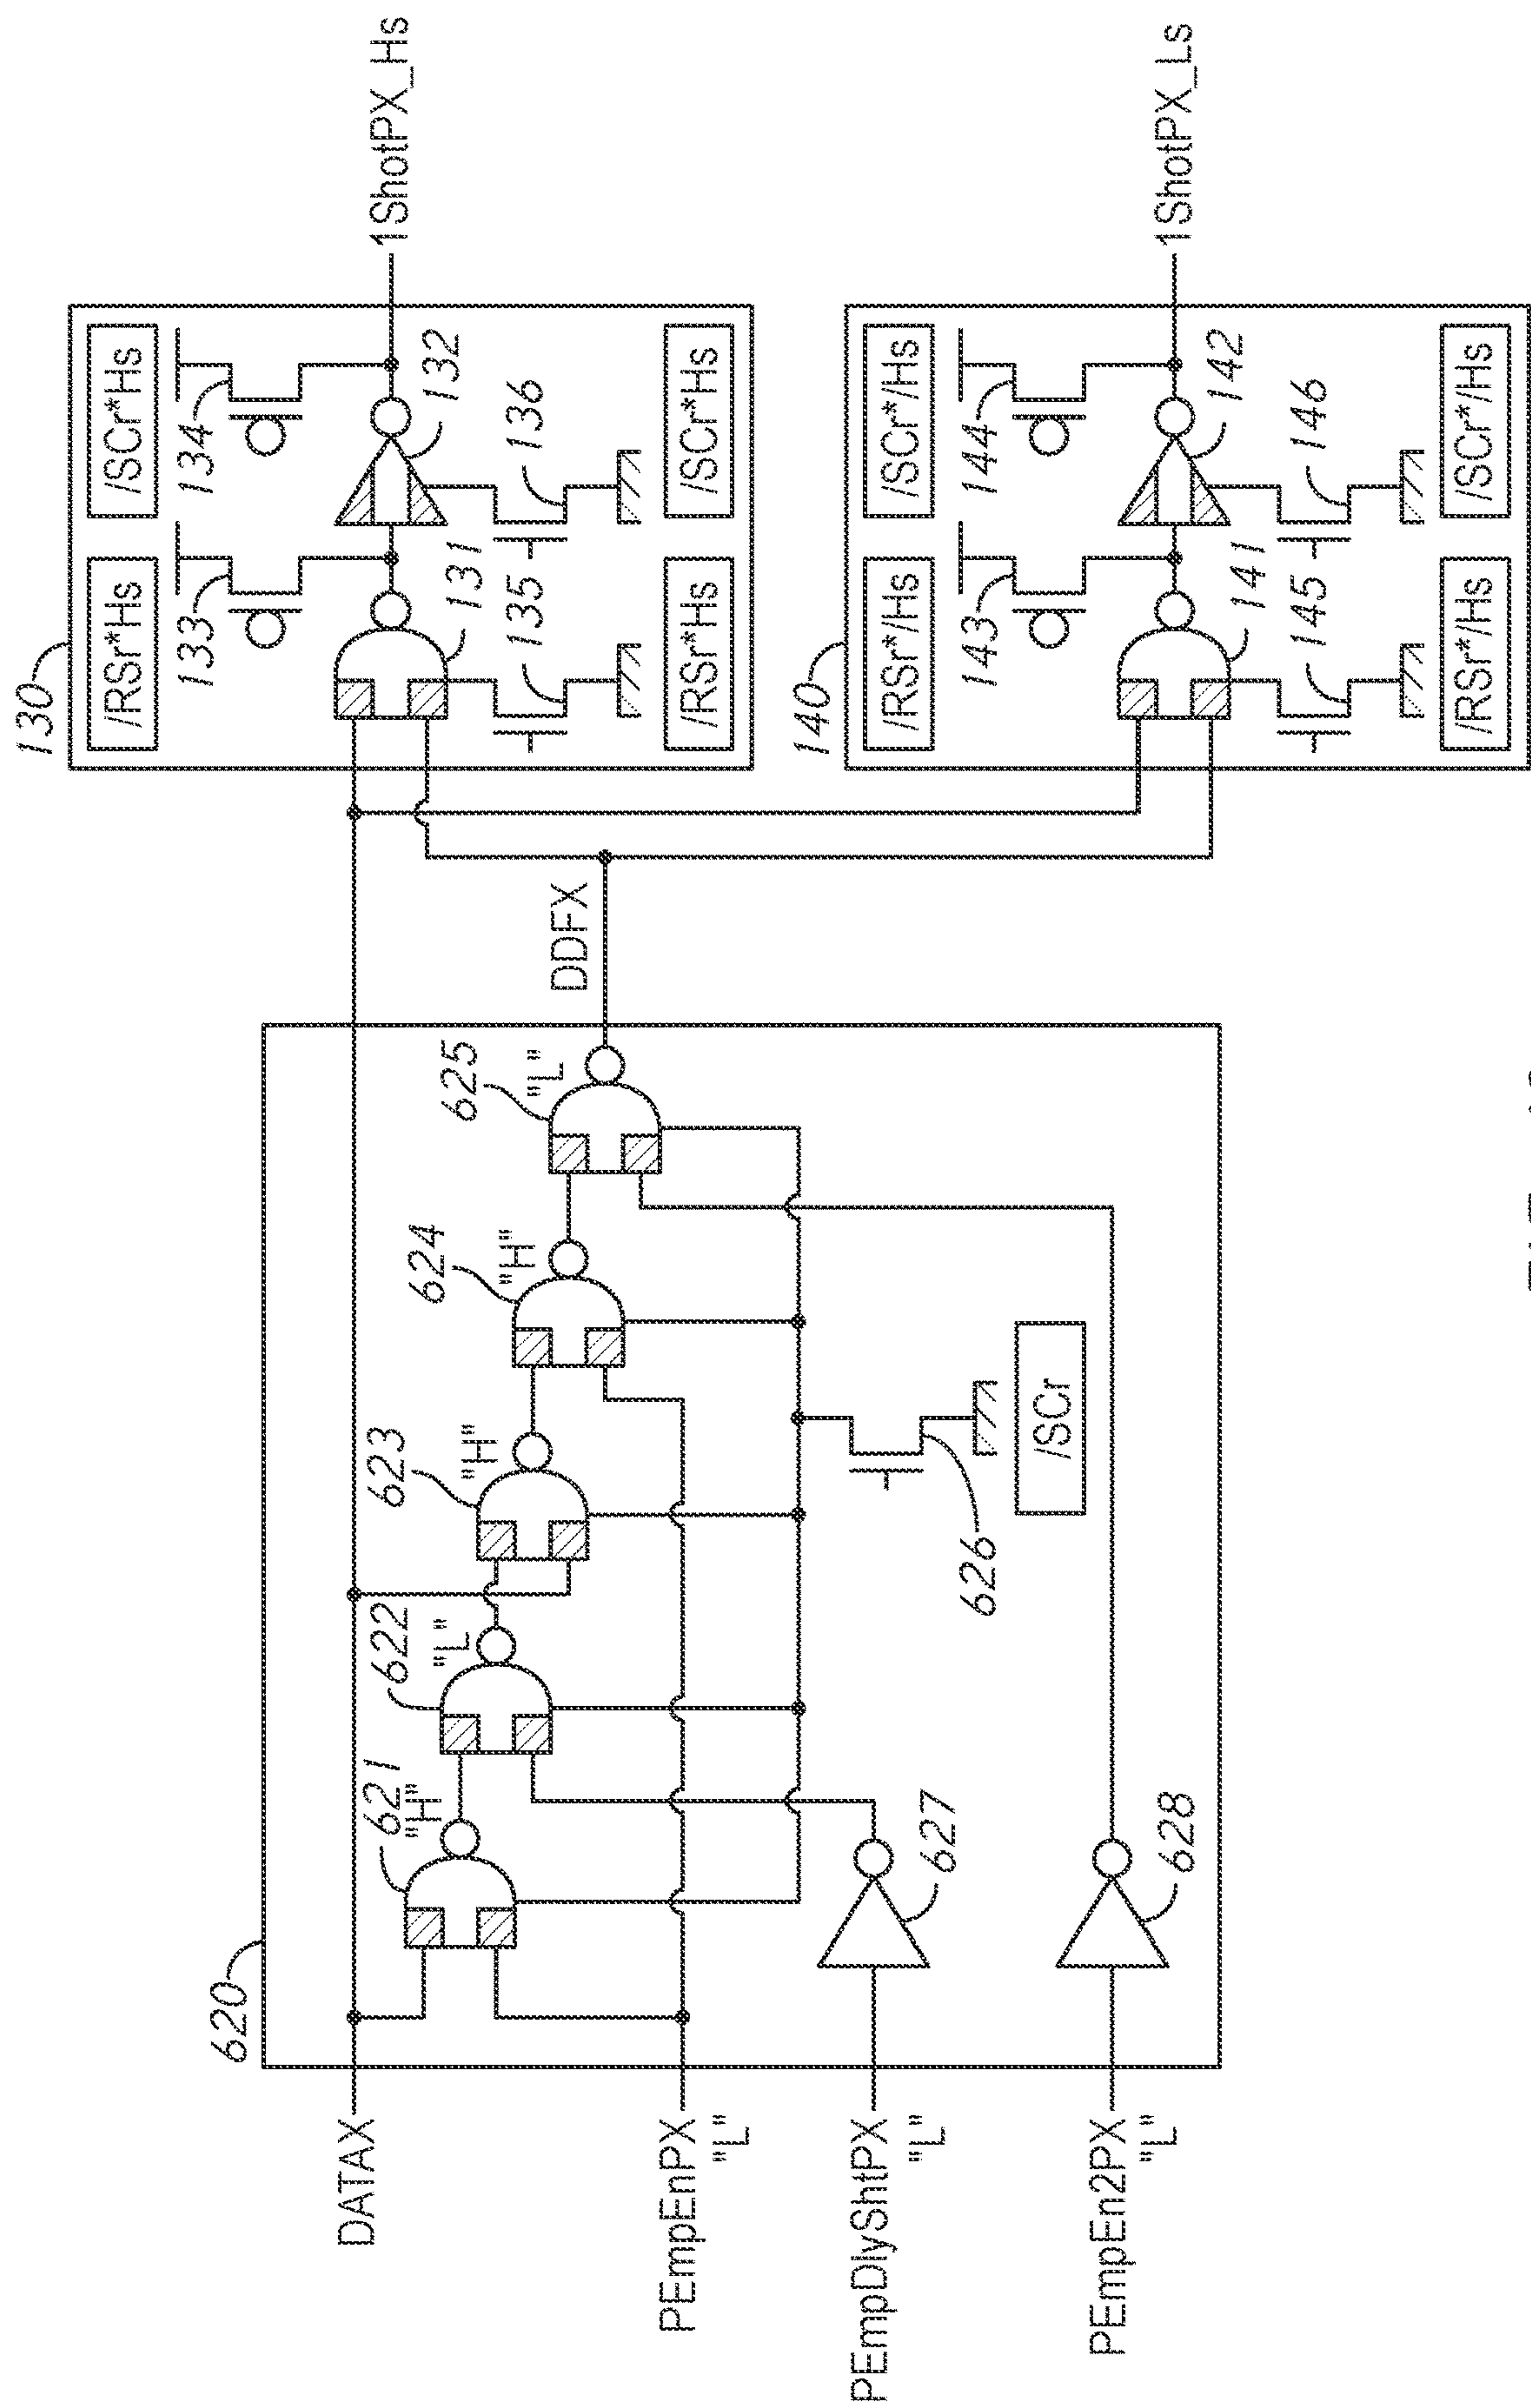 130
/RSr*Hs
/SCr*Hs
133
134
1ShotPX_Hs
131
132
135
136
/RSr*Hs
/SCr*Hs
620
DATAX
621
"H"
622
"L"
623
"H"
624
"H"
625
"L"
DDFX
PEmpEnPX
"L"
PEmpDlyShtPX
"L"
627
626
/SCr
PEmpEn2PX
"L"
628
140
/RSr*/Hs
/SCr*/Hs
143
144
1ShotPX_Ls
141
142
145
146
/RSr*/Hs
/SCr*/Hs